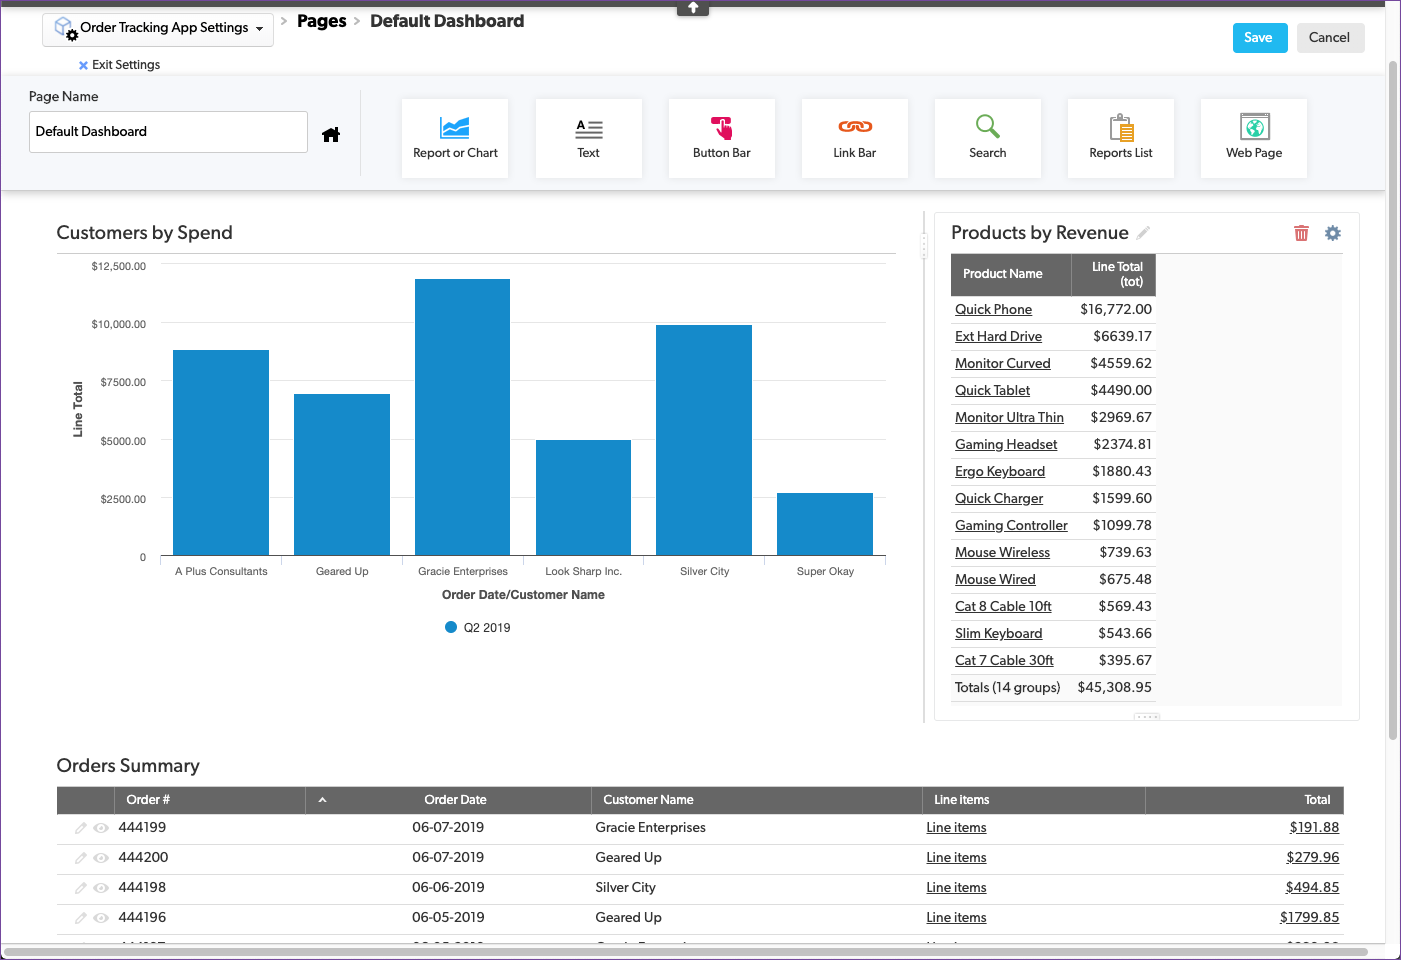 Order Tracking App Settings > Pages > Default Dashboard
Save
Cancel
Exit Settings
Page Name
Default Dashboard
Report or Chart
Text
Button Bar
Link Bar
Search
Reports List
Web Page
Customers by Spend
$12,500.00
$10,000.00
$7500.00
$5000.00
$2500.00
0
Line Total
A Plus Consultants
Geared Up
Gracie Enterprises
Look Sharp Inc.
Silver City
Super Okay
Order Date/Customer Name
Q2 2019
Products by Revenue
Product Name
Line Total
(tot)
Quick Phone $16,772.00
Ext Hard Drive $6639.17
Monitor Curved $4559.62
Quick Tablet $4490.00
Monitor Ultra Thin $2969.67
Gaming Headset $2374.81
Ergo Keyboard $1880.43
Quick Charger $1599.60
Gaming Controller $1099.78
Mouse Wireless $739.63
Mouse Wired $675.48
Cat 8 Cable 10ft $569.43
Slim Keyboard $543.66
Cat 7 Cable 30ft $395.67
Totals (14 groups) $45,308.95
Orders Summary
Order # Order Date Customer Name Line items Total
444199 06-07-2019 Gracie Enterprises Line items $191.88
444200 06-07-2019 Geared Up Line items $279.96
444198 06-06-2019 Silver City Line items $494.85
444196 06-05-2019 Geared Up Line items $1799.85